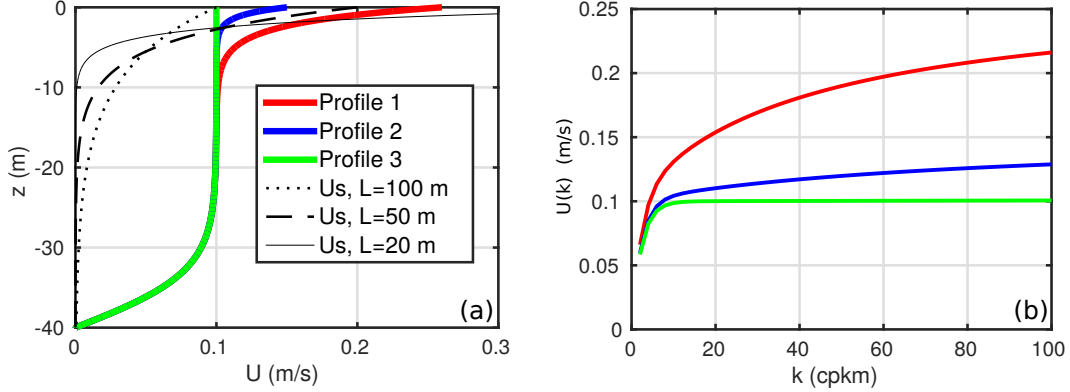 0
-10
-20
-30
-40
z (m)
0
0.1
0.2
0.3
U (m/s)
Profile 1
Profile 2
Profile 3
Us, L=100 m
Us, L=50 m
Us, L=20 m
(a)
0.25
0.2
0.15
0.1
0.05
0
U(k) (m/s)
0
20
40
60
80
100
k (cpkm)
(b)